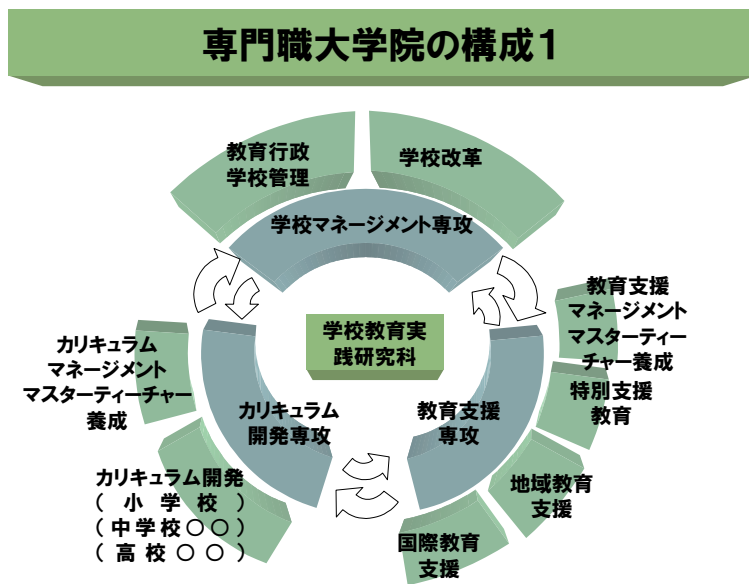 専門職大学院の構成1
教育行政
学校管理
学校改革
学校マネージメント専攻
学校教育実
践研究科
教育支援
マネージメント
マスターティー
チャー養成
特別支援
教育
地域教育
支援
国際教育
支援
教育支援
専攻
カリキュラム
開発専攻
カリキュラム
マネージメント
マスターティーチャー
養成
カリキュラム開発
(小学校)
(中学校○○)
(高校○○)